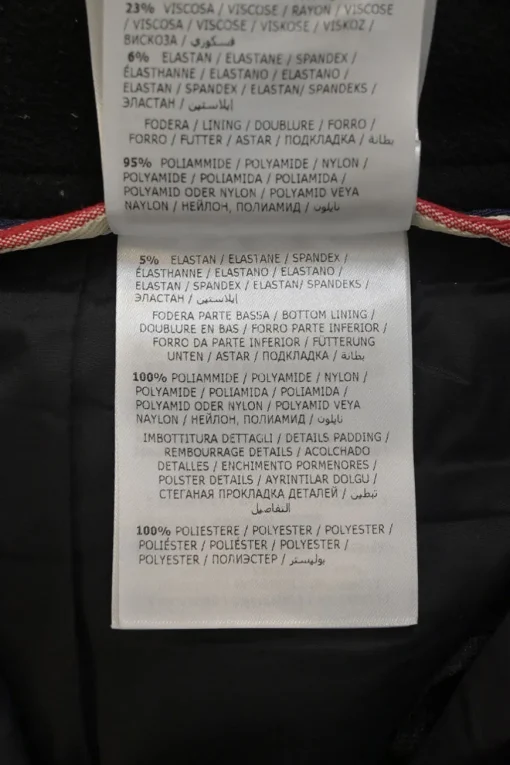 23% VISCOSA / VISCOSE / RAYON / VISCOSE
/ VISCOSA / VISCOSE / VISKOSE / VISKOZ /
ВИСКОЗА / فسكوري
6% ELASTAN / ELASTANE / SPANDEX /
ÉLASTHANNE / ELASTANO / ELASTANO /
ELASTAN / SPANDEX / ELASTAN/ SPANDEKS /
ЭЛАСТАН / إيلاستين
FODERA / LINING / DOUBLURE / FORRO /
FORRO / FUTTER / ASTAR / ПОДКЛАДКА / بطانة
95% POLIAMMIDE / POLYAMIDE / NYLON /
POLYAMIDE / POLIAMIDA / POLIAMIDA /
POLYAMID ODER NYLON / POLYAMID VEYA
NAYLON / НЕЙЛОН, ПОЛИАМИД / نايلون
5% ELASTAN / ELASTANE / SPANDEX /
ÉLASTHANNE / ELASTANO / ELASTANO /
ELASTAN / SPANDEX / ELASTAN/ SPANDEKS /
ЭЛАСТАН / إيلاستين
FODERA PARTE BASSA / BOTTOM LINING /
DOUBLURE EN BAS / FORRO PARTE INFERIOR /
FORRO DA PARTE INFERIOR / FÜTTERUNG
UNTEN / ASTAR / ПОДКЛАДКА / بطانة
100% POLIAMMIDE / POLYAMIDE / NYLON /
POLYAMIDE / POLIAMIDA / POLIAMIDA /
POLYAMID ODER NYLON / POLYAMID VEYA
NAYLON / НЕЙЛОН, ПОЛИАМИД / نايلون
IMBOTTITURA DETTAGLI / DETAILS PADDING /
REMBOURRAGE DETAILS / ACOLCHADO
DETALLES / ENCHIMENTO PORMENORES /
POLSTER DETAILS / AYRINTILAR DOLGU /
СТЕГАНАЯ ПРОКЛАДКА ДЕТАЛЕЙ / تبطين
التفاصيل
100% POLIESTERE / POLYESTER / POLYESTER /
POLIÉSTER / POLIÉSTER / POLYESTER /
POLYESTER / ПОЛИЭСТЕР / بوليستر